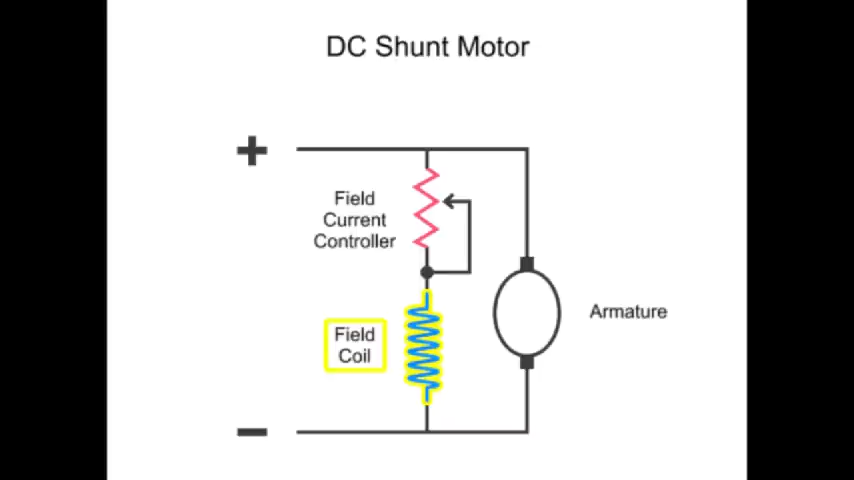 DC Shunt Motor
+
Field
Current
Controller
Armature
Field
Coil
−